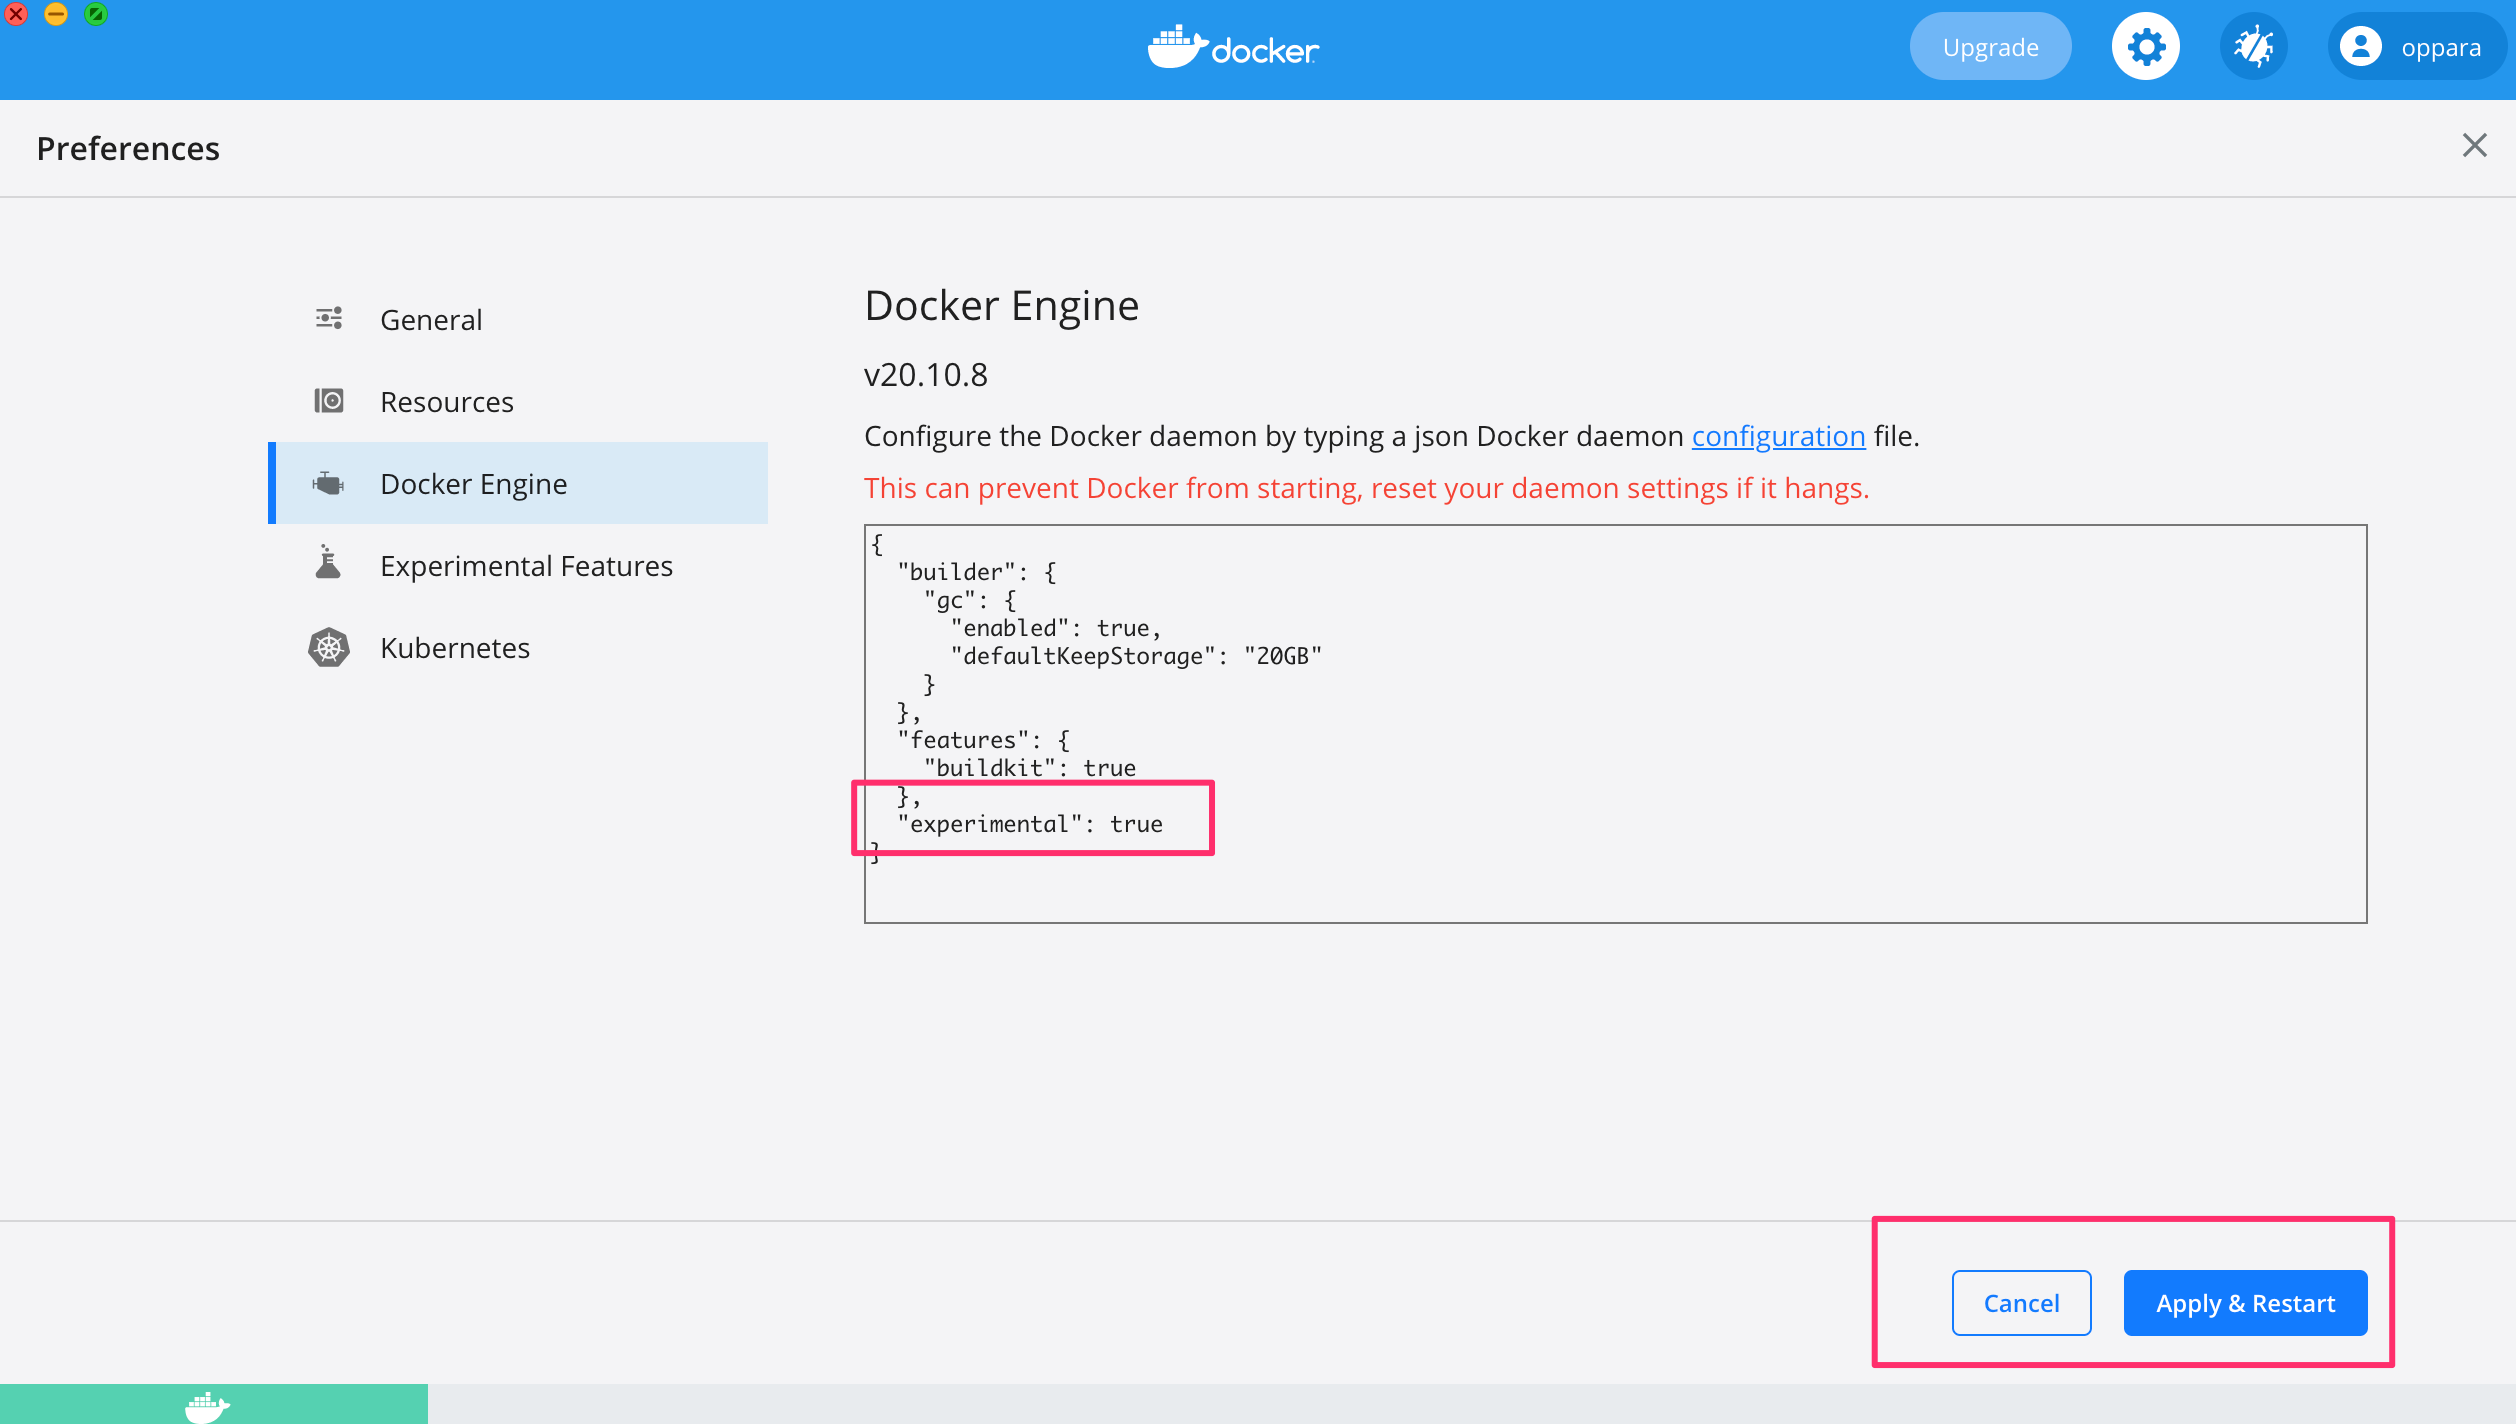 docker
Upgrade
oppara
Preferences
General
Resources
Docker Engine
Experimental Features
Kubernetes
Docker Engine
v20.10.8
Configure the Docker daemon by typing a json Docker daemon configuration file.
This can prevent Docker from starting, reset your daemon settings if it hangs.
{
  "builder": {
    "gc": {
      "enabled": true,
      "defaultKeepStorage": "20GB"
    }
  },
  "features": {
    "buildkit": true
  },
  "experimental": true
}
Cancel
Apply & Restart